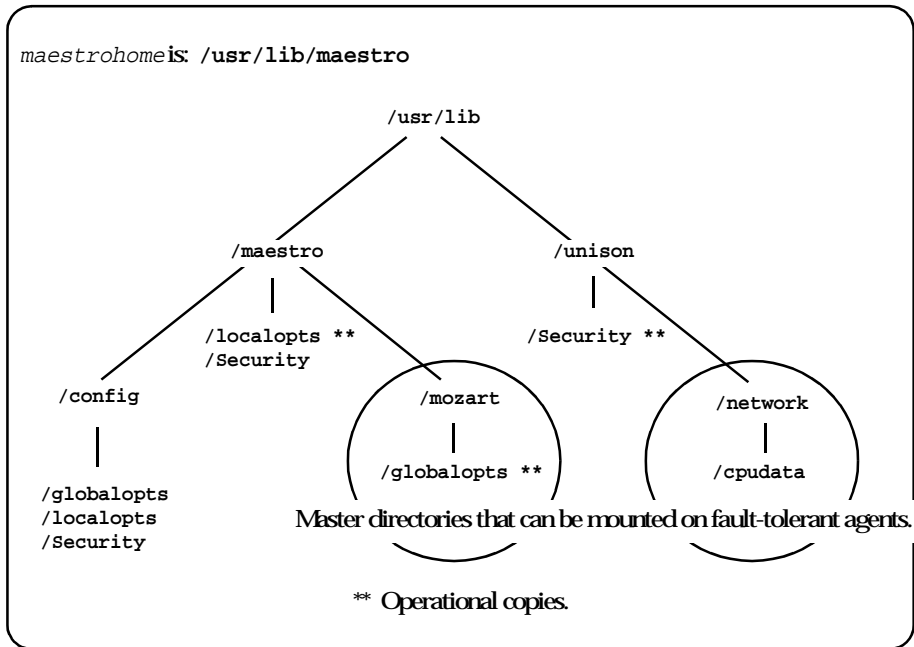 maestrohome is: /usr/lib/maestro
/usr/lib
/maestro
/unison
/localopts **
/Security
/Security **
/config
/mozart
/network
/globalopts **
/cpudata
/globalopts
/localopts
/Security
Master directories that can be mounted on fault-tolerant agents.
** Operational copies.